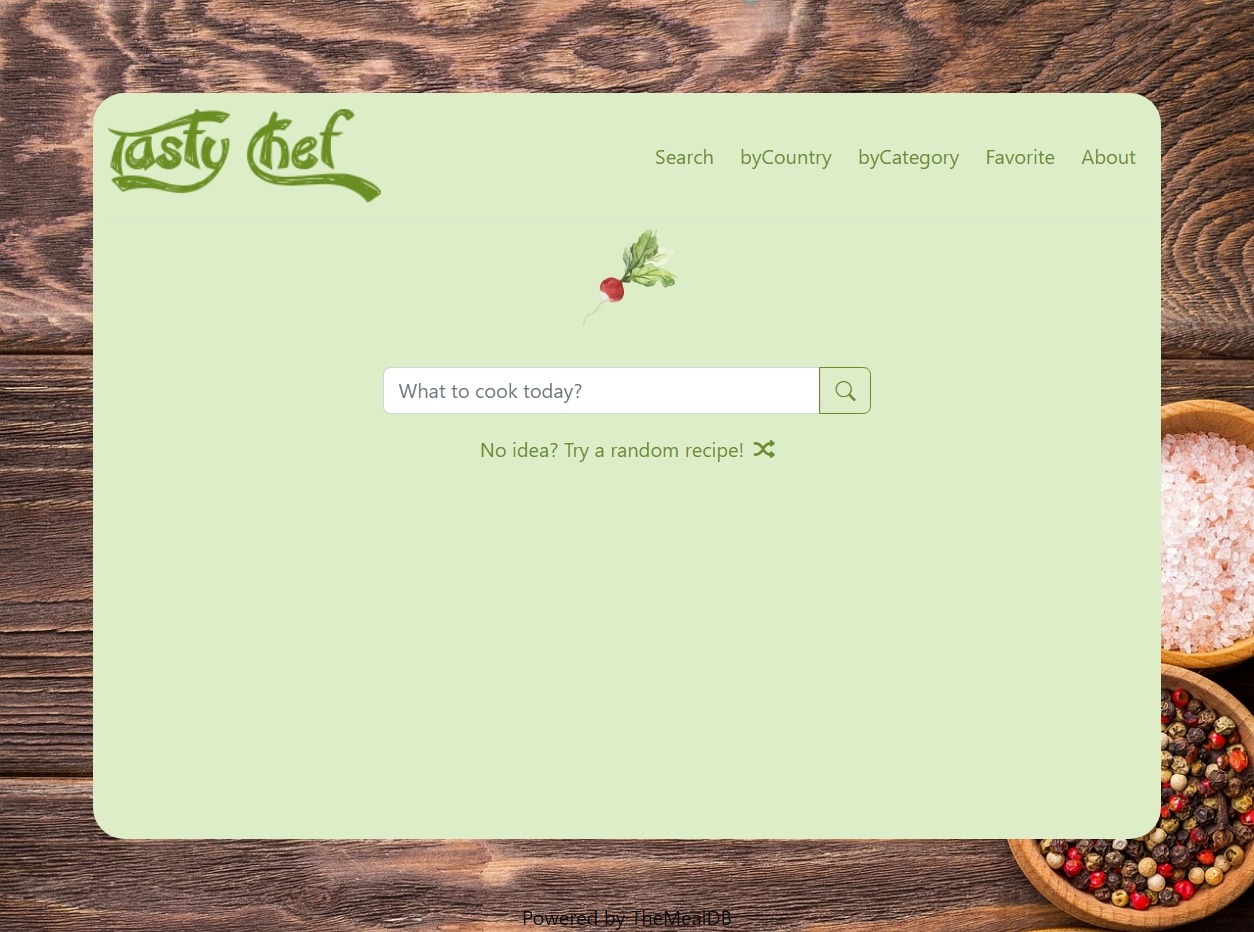 Tasty Chef
Search byCountry byCategory Favorite About
What to cook today?
No idea? Try a random recipe!
Powered by TheMealDB